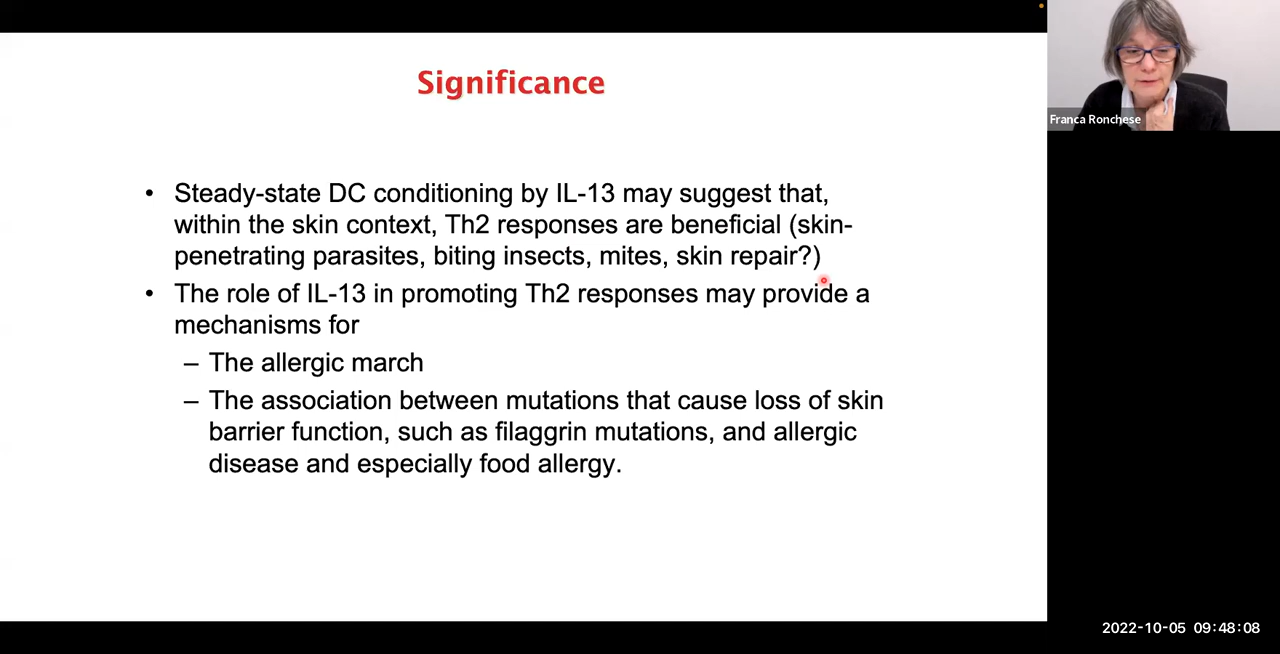 Significance
• Steady-state DC conditioning by IL-13 may suggest that,
within the skin context, Th2 responses are beneficial (skin-
penetrating parasites, biting insects, mites, skin repair?)
• The role of IL-13 in promoting Th2 responses may provide a
mechanisms for
– The allergic march
– The association between mutations that cause loss of skin
barrier function, such as filaggrin mutations, and allergic
disease and especially food allergy.
Franca Ronchese
2022-10-05 09:48:08